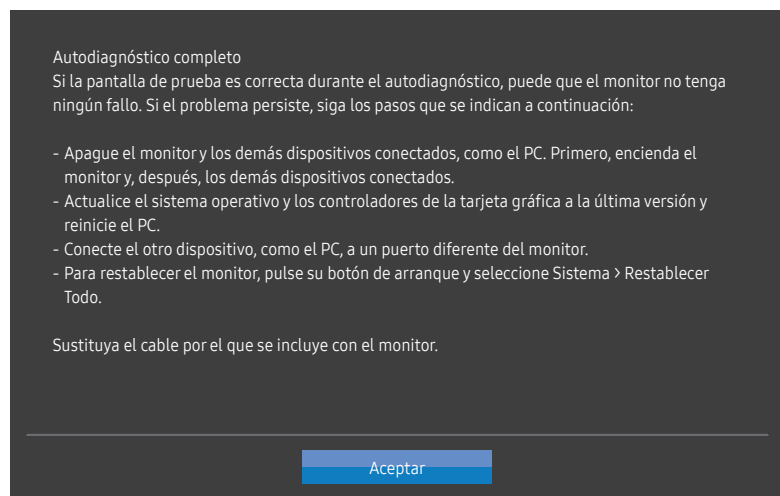 Autodiagnóstico completo
Si la pantalla de prueba es correcta durante el autodiagnóstico, puede que el monitor no tenga
ningún fallo. Si el problema persiste, siga los pasos que se indican a continuación:
- Apague el monitor y los demás dispositivos conectados, como el PC. Primero, encienda el
monitor y, después, los demás dispositivos conectados.
- Actualice el sistema operativo y los controladores de la tarjeta gráfica a la última versión y
reinicie el PC.
- Conecte el otro dispositivo, como el PC, a un puerto diferente del monitor.
- Para restablecer el monitor, pulse su botón de arranque y seleccione Sistema > Restablecer
Todo.
Sustituya el cable por el que se incluye con el monitor.
Aceptar